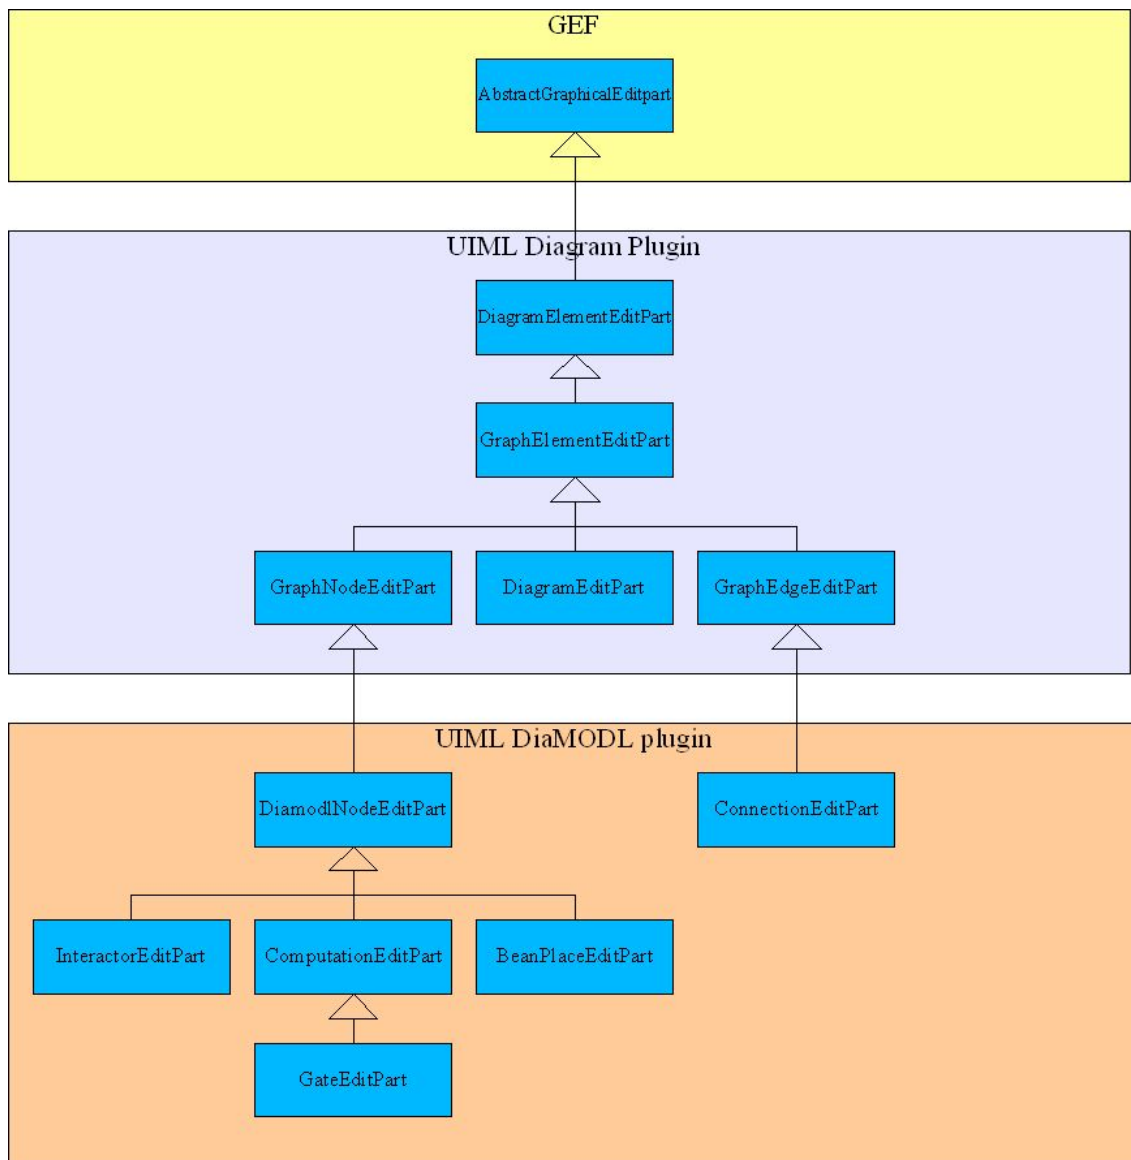 GEF
AbstractGraphicalEditpart
UIML Diagram Plugin
DiagramElementEditPart
GraphElementEditPart
GraphNodeEditPart
DiagramEditPart
GraphEdgeEditPart
UIML DiaMODL plugin
DiamodlNodeEditPart
ConnectionEditPart
InteractorEditPart
ComputationEditPart
BeanPlaceEditPart
GateEditPart